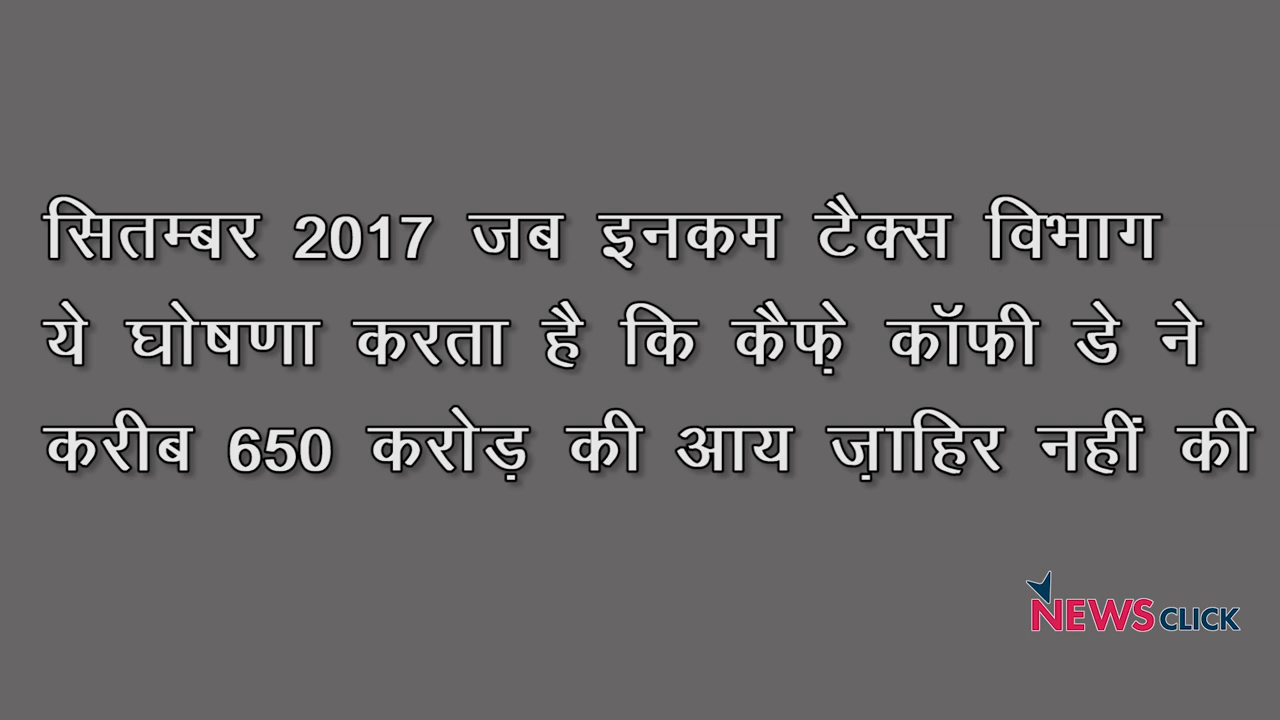 सितम्बर 2017 जब इनकम टैक्स विभाग
ये घोषणा करता है कि कैफ़े कॉफी डे ने
करीब 650 करोड़ की आय ज़ाहिर नहीं की
NEWSCLICK